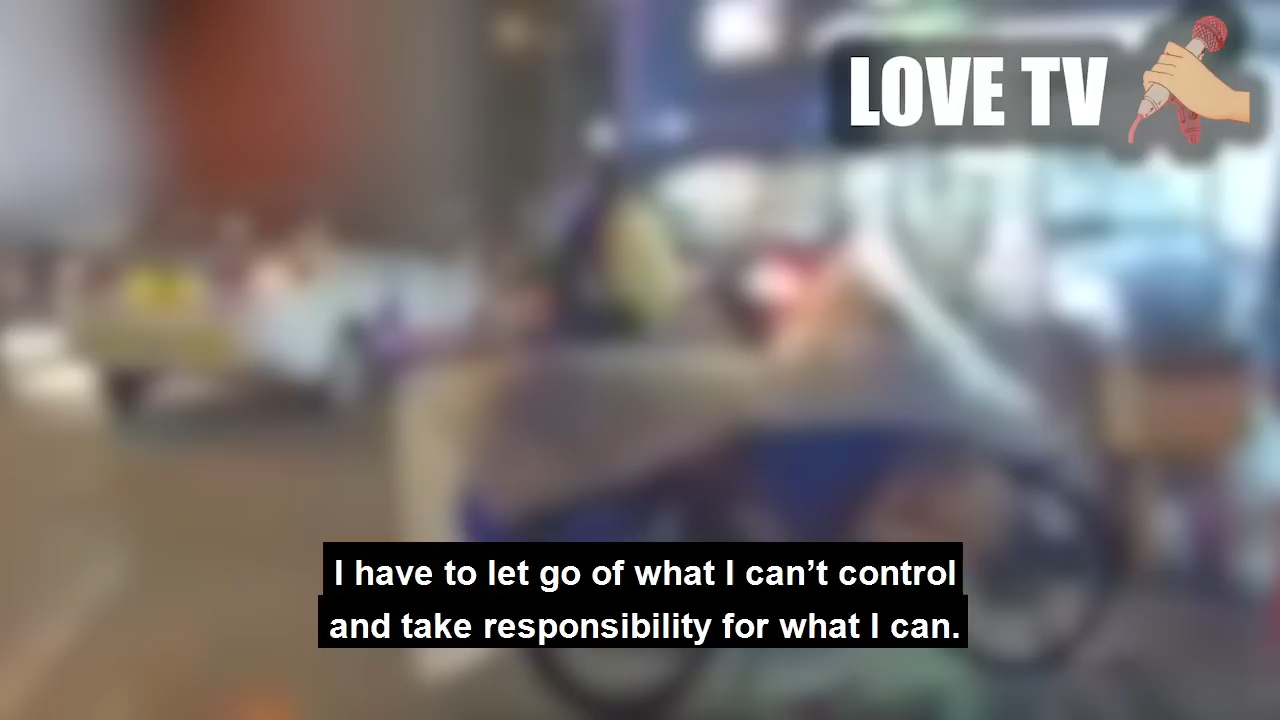 LOVE TV
I have to let go of what I can’t control
and take responsibility for what I can.